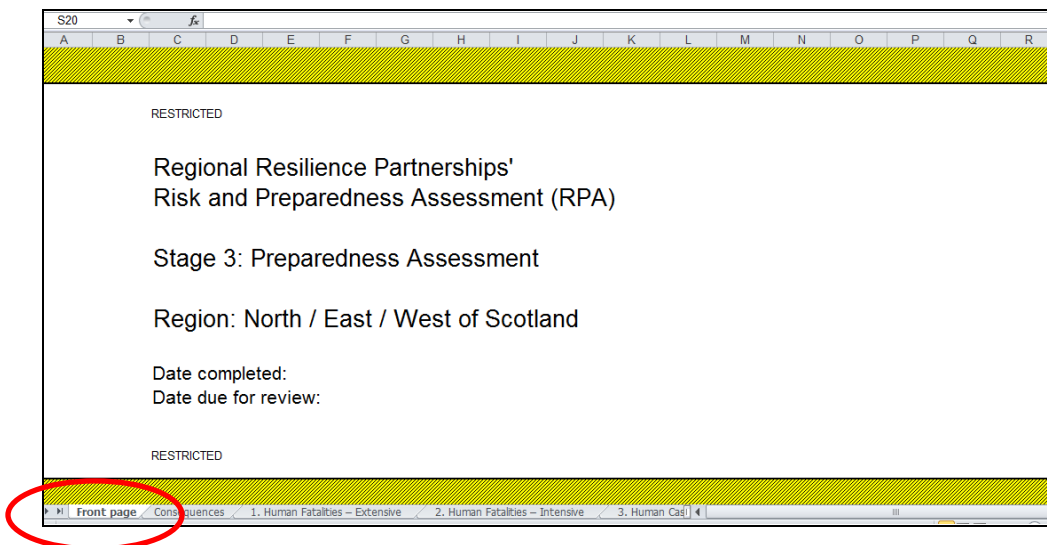 S20 fx
A B C D E F G H I J K L M N O P Q R
RESTRICTED
Regional Resilience Partnerships'
Risk and Preparedness Assessment (RPA)
Stage 3: Preparedness Assessment
Region: North / East / West of Scotland
Date completed:
Date due for review:
RESTRICTED
Front page Consequences 1. Human Fatalities – Extensive 2. Human Fatalities – Intensive 3. Human Cas